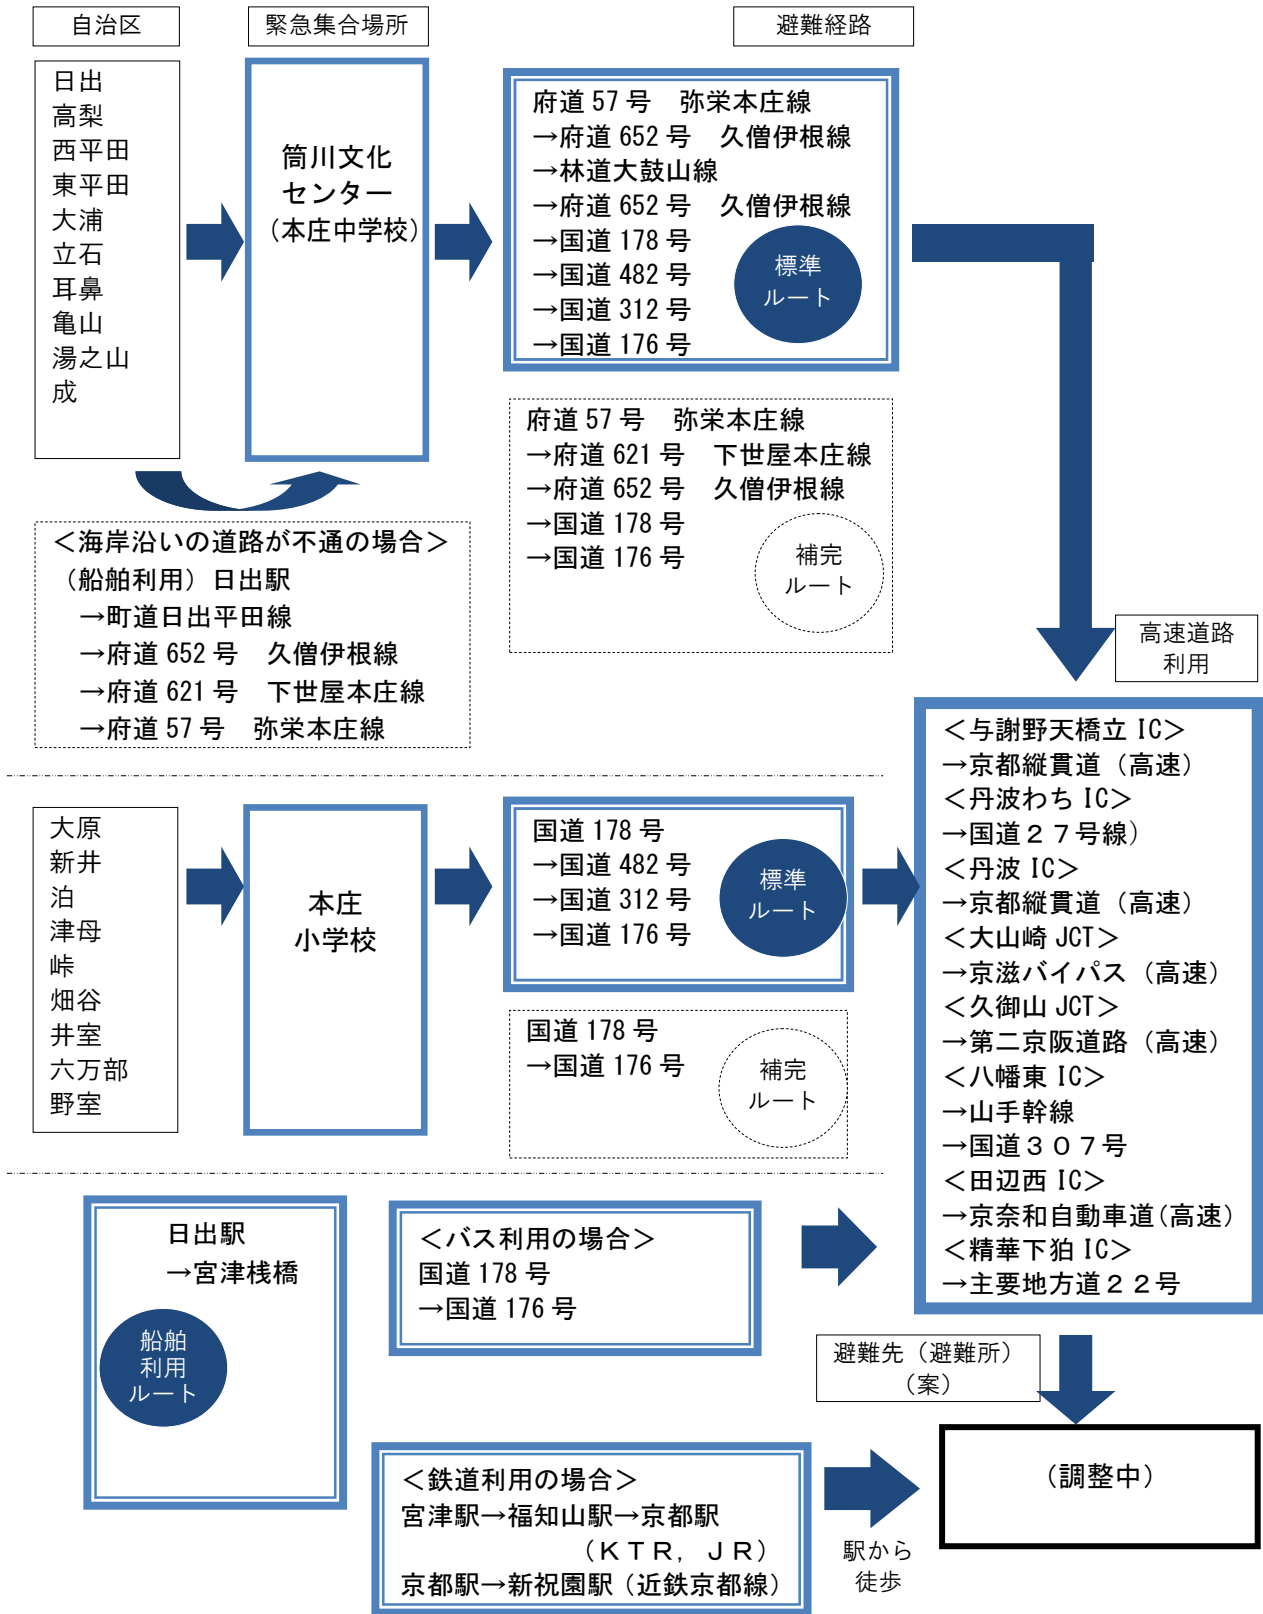 自治区
緊急集合場所
避難経路
日出
高梨
西平田
東平田
大浦
立石
耳鼻
亀山
湯之山
成
筒川文化
センター
（本庄中学校）
府道 57 号　弥栄本庄線
→府道 652 号　久僧伊根線
→林道大鼓山線
→府道 652 号　久僧伊根線
→国道 178 号
→国道 482 号
→国道 312 号
→国道 176 号
標準
ルート
府道 57 号　弥栄本庄線
→府道 621 号　下世屋本庄線
→府道 652 号　久僧伊根線
→国道 178 号
→国道 176 号
補完
ルート
＜海岸沿いの道路が不通の場合＞
（船舶利用）日出駅
→町道日出平田線
→府道 652 号　久僧伊根線
→府道 621 号　下世屋本庄線
→府道 57 号　弥栄本庄線
高速道路
利用
＜与謝野天橋立 IC＞
→京都縦貫道（高速）
＜丹波わち IC＞
→国道２７号線）
＜丹波 IC＞
→京都縦貫道（高速）
＜大山崎 JCT＞
→京滋バイパス（高速）
＜久御山 JCT＞
→第二京阪道路（高速）
＜八幡東 IC＞
→山手幹線
→国道３０７号
＜田辺西 IC＞
→京奈和自動車道(高速)
＜精華下狛 IC＞
→主要地方道２２号
大原
新井
泊
津母
峠
畑谷
井室
六万部
野室
本庄
小学校
国道 178 号
→国道 482 号
→国道 312 号
→国道 176 号
標準
ルート
国道 178 号
→国道 176 号
補完
ルート
日出駅
→宮津桟橋
船舶
利用
ルート
＜バス利用の場合＞
国道 178 号
→国道 176 号
避難先（避難所）
（案）
（調整中）
＜鉄道利用の場合＞
宮津駅→福知山駅→京都駅
（ＫＴＲ，ＪＲ）
京都駅→新祝園駅（近鉄京都線）
駅から
徒歩